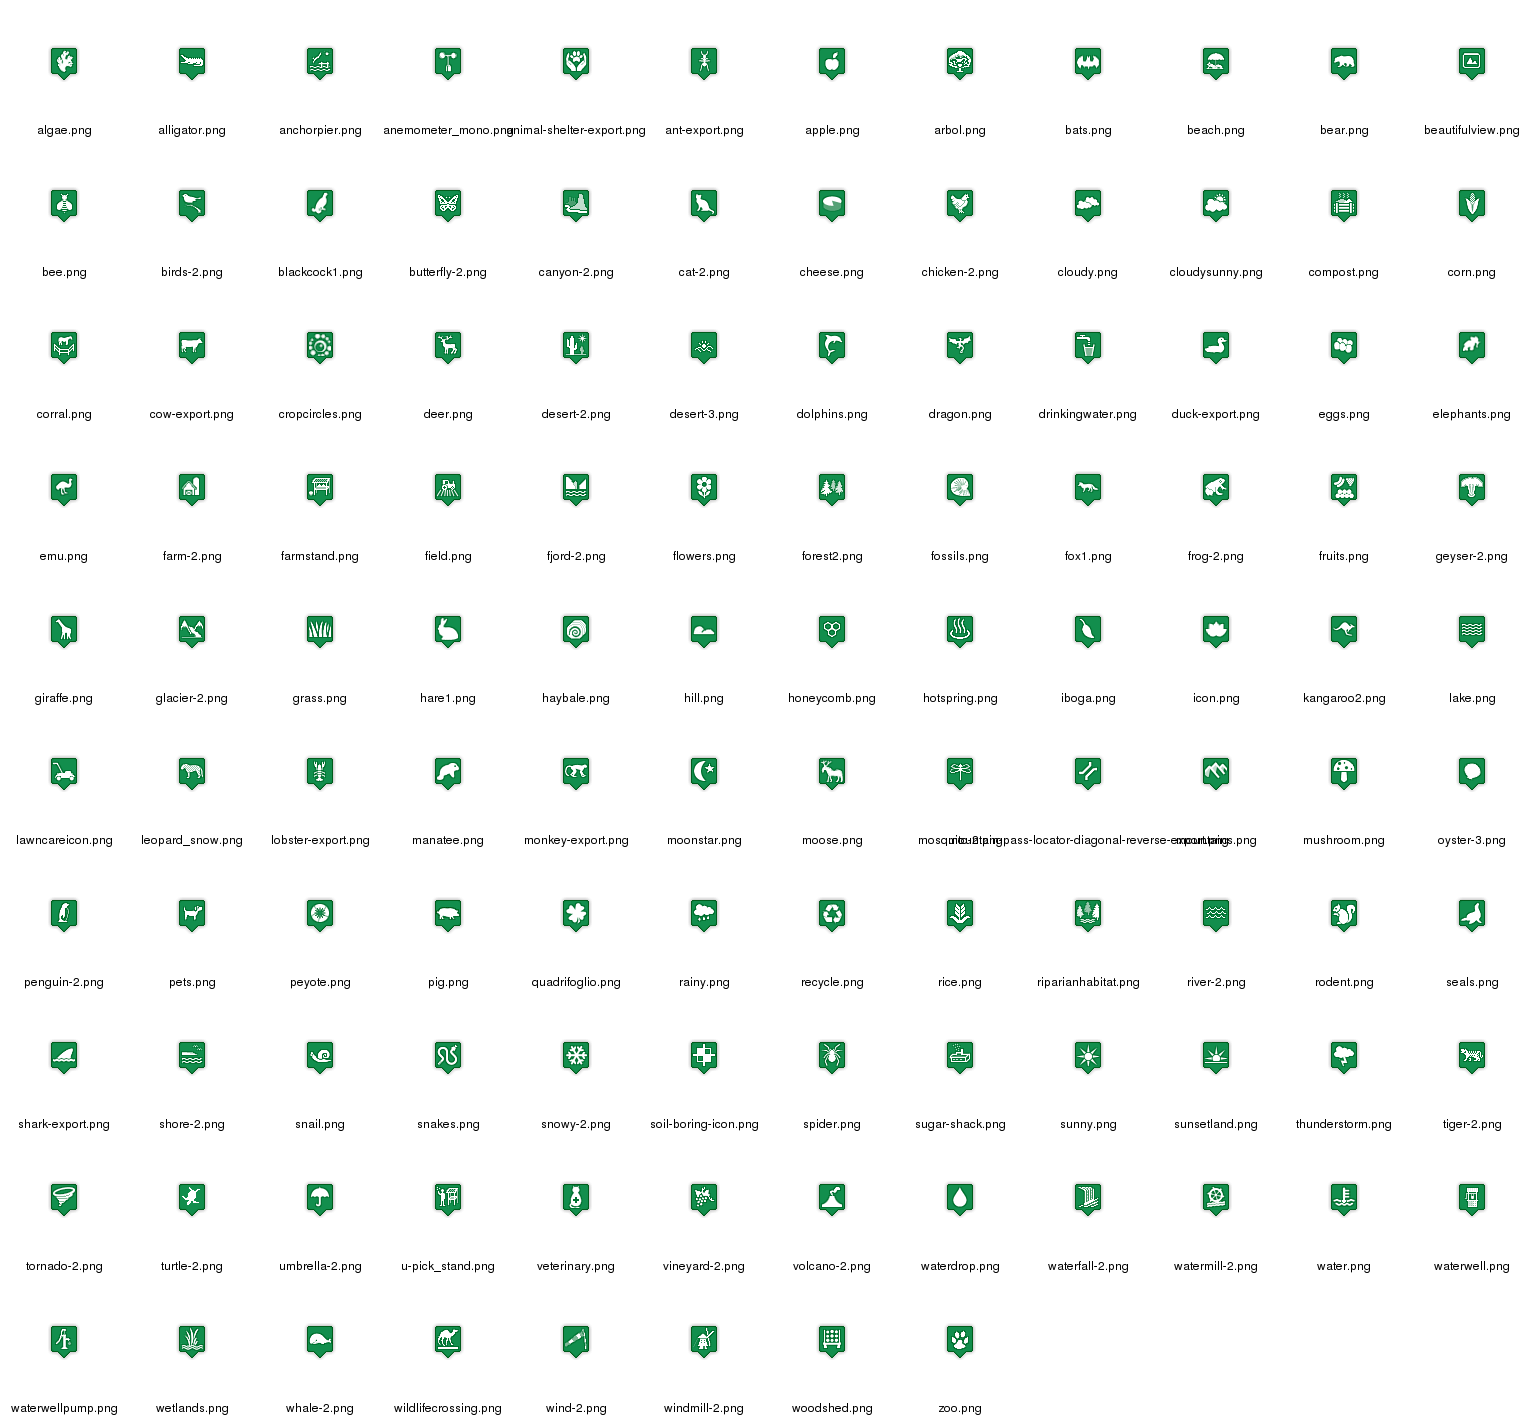 algae.png alligator.png anchorpier.png anemometer_mono.png animal-shelter-export.png ant-export.png apple.png arbol.png bats.png beach.png bear.png beautifulview.png
bee.png birds-2.png blackcock1.png butterfly-2.png canyon-2.png cat-2.png cheese.png chicken-2.png cloudy.png cloudysunny.png compost.png corn.png
corral.png cow-export.png cropcircles.png deer.png desert-2.png desert-3.png dolphins.png dragon.png drinkingwater.png duck-export.png eggs.png elephants.png
emu.png farm-2.png farmstand.png field.png fjord-2.png flowers.png forest2.png fossils.png fox1.png frog-2.png fruits.png geyser-2.png
giraffe.png glacier-2.png grass.png hare1.png haybale.png hill.png honeycomb.png hotspring.png iboga.png icon.png kangaroo2.png lake.png
lawncareicon.png leopard_snow.png lobster-export.png manatee.png monkey-export.png moonstar.png moose.png mosquito-2.png mountain-pass-locator-diagonal-reverse-export.png mountains.png mushroom.png oyster-3.png
penguin-2.png pets.png peyote.png pig.png quadrifoglio.png rainy.png recycle.png rice.png riparianhabitat.png river-2.png rodent.png seals.png
shark-export.png shore-2.png snail.png snakes.png snowy-2.png soil-boring-icon.png spider.png sugar-shack.png sunny.png sunsetland.png thunderstorm.png tiger-2.png
tornado-2.png turtle-2.png umbrella-2.png u-pick_stand.png veterinary.png vineyard-2.png volcano-2.png waterdrop.png waterfall-2.png watermill-2.png water.png waterwell.png
waterwellpump.png wetlands.png whale-2.png wildlifecrossing.png wind-2.png windmill-2.png woodshed.png zoo.png